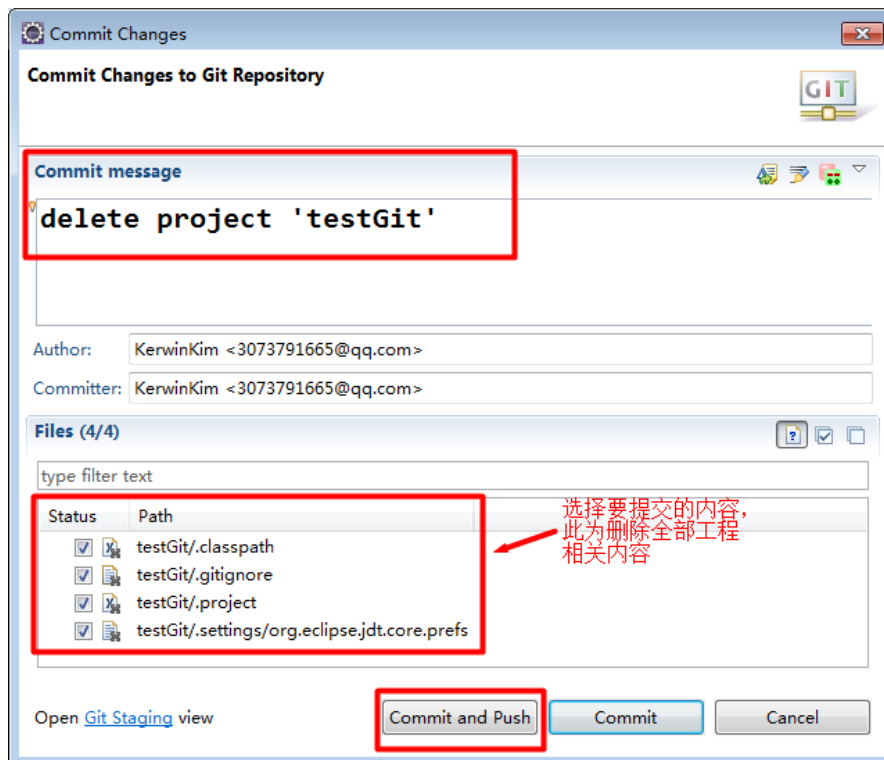 Commit Changes
Commit Changes to Git Repository
GIT
Commit message
delete project 'testGit'
Author: KerwinKim <3073791665@qq.com>
Committer: KerwinKim <3073791665@qq.com>
Files (4/4)
type filter text
Status Path
testGit/.classpath
testGit/.gitignore
testGit/.project
testGit/.settings/org.eclipse.jdt.core.prefs
选择要提交的内容，
此为删除全部工程
相关内容
Open Git Staging view
Commit and Push
Commit
Cancel